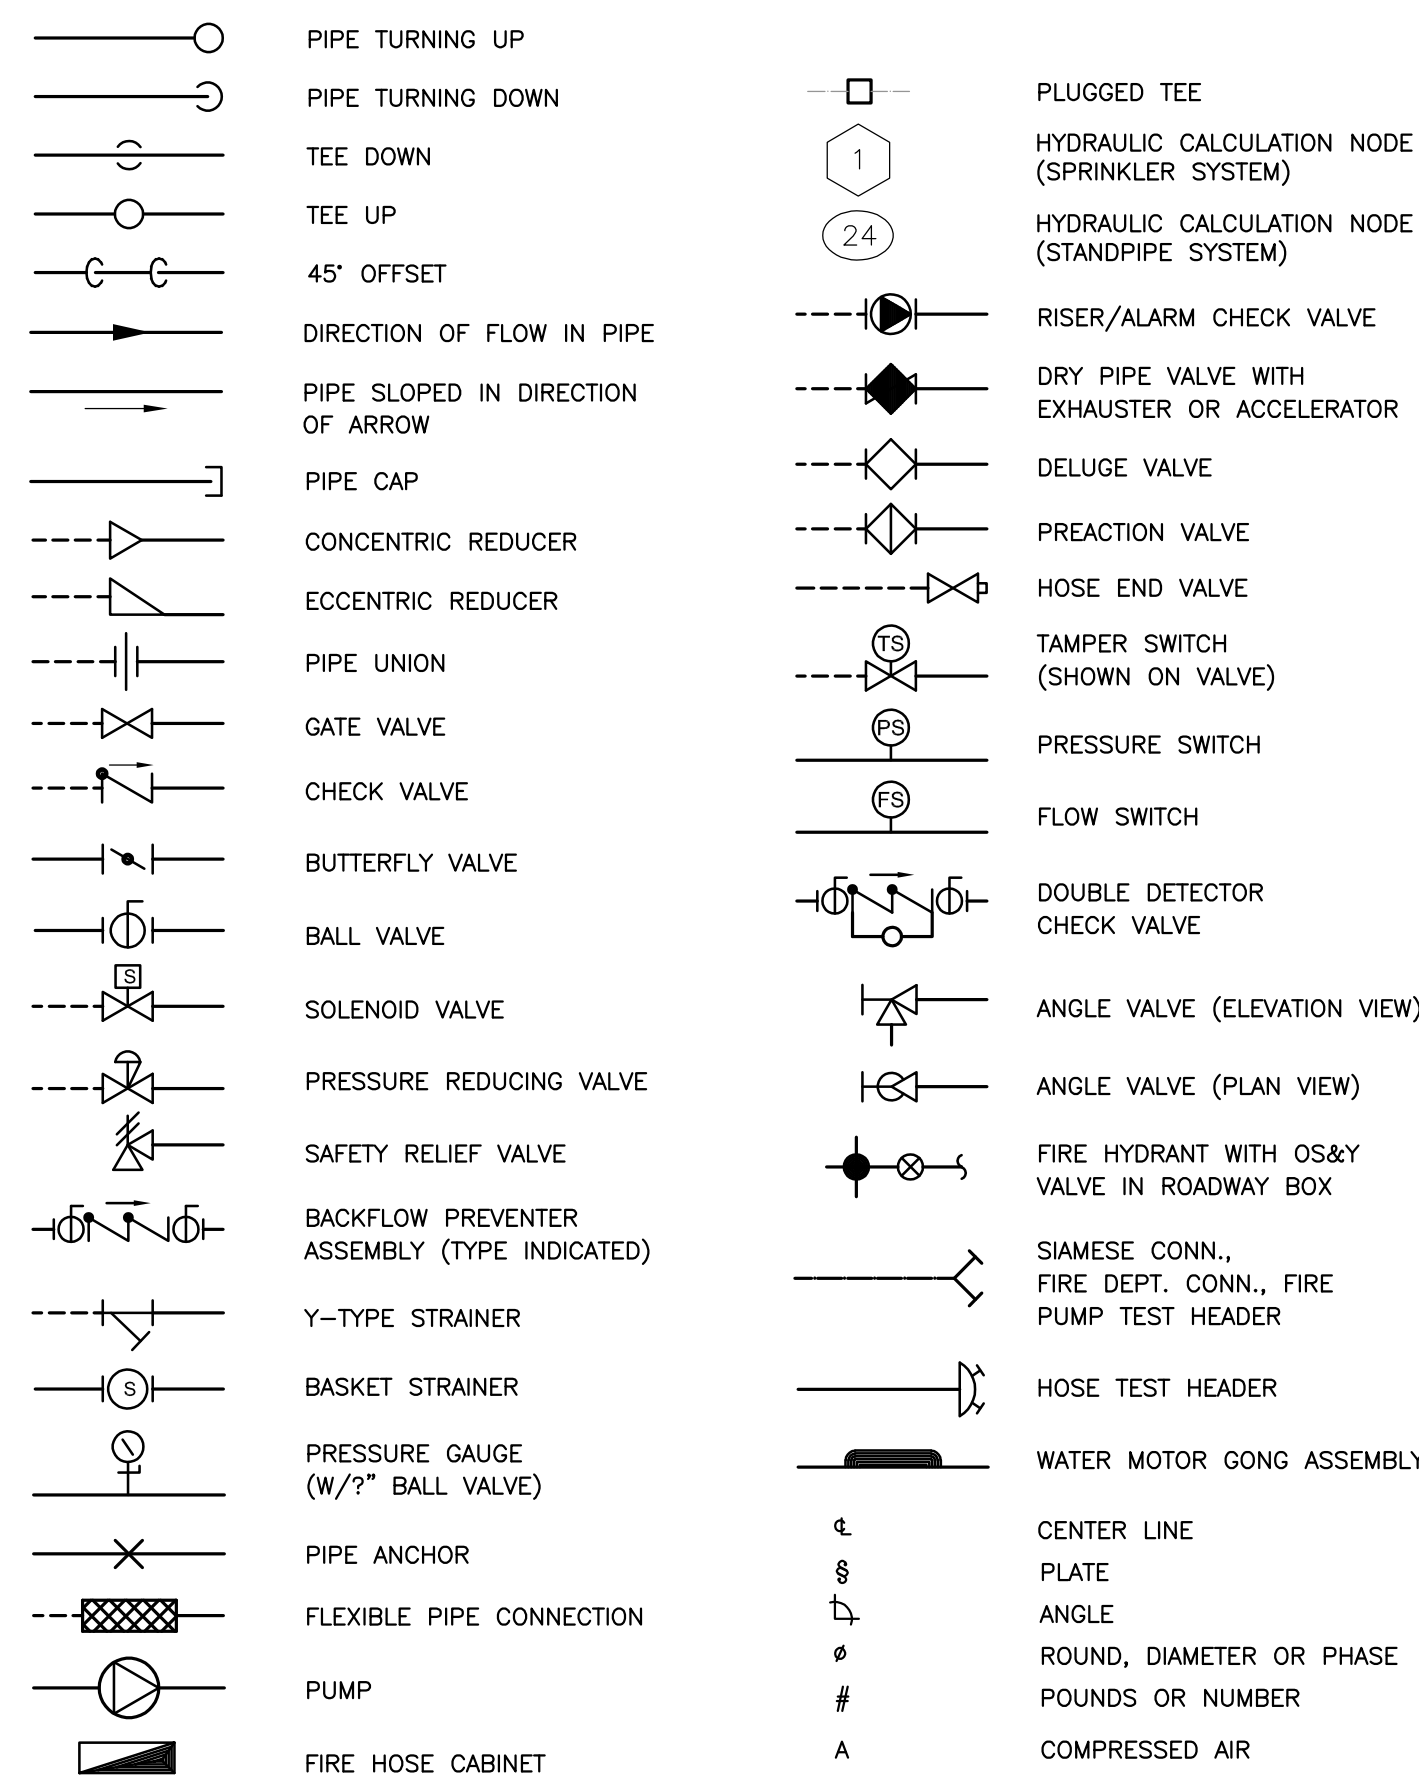 PIPE TURNING UP
PIPE TURNING DOWN
TEE DOWN
TEE UP
45° OFFSET
DIRECTION OF FLOW IN PIPE
PIPE SLOPED IN DIRECTION
OF ARROW
PIPE CAP
CONCENTRIC REDUCER
ECCENTRIC REDUCER
PIPE UNION
GATE VALVE
CHECK VALVE
BUTTERFLY VALVE
BALL VALVE
S
SOLENOID VALVE
PRESSURE REDUCING VALVE
SAFETY RELIEF VALVE
BACKFLOW PREVENTER
ASSEMBLY (TYPE INDICATED)
Y-TYPE STRAINER
S
BASKET STRAINER
PRESSURE GAUGE
(W/?" BALL VALVE)
PIPE ANCHOR
FLEXIBLE PIPE CONNECTION
PUMP
FIRE HOSE CABINET
PLUGGED TEE
1
HYDRAULIC CALCULATION NODE
(SPRINKLER SYSTEM)
24
HYDRAULIC CALCULATION NODE
(STANDPIPE SYSTEM)
RISER/ALARM CHECK VALVE
DRY PIPE VALVE WITH
EXHAUSTER OR ACCELERATOR
DELUGE VALVE
PREACTION VALVE
HOSE END VALVE
TS
TAMPER SWITCH
(SHOWN ON VALVE)
PS
PRESSURE SWITCH
FS
FLOW SWITCH
DOUBLE DETECTOR
CHECK VALVE
ANGLE VALVE (ELEVATION VIEW)
ANGLE VALVE (PLAN VIEW)
FIRE HYDRANT WITH OS&Y
VALVE IN ROADWAY BOX
SIAMESE CONN.,
FIRE DEPT. CONN., FIRE
PUMP TEST HEADER
HOSE TEST HEADER
WATER MOTOR GONG ASSEMBLY
℄ CENTER LINE
§ PLATE
ANGLE
ø ROUND, DIAMETER OR PHASE
# POUNDS OR NUMBER
A COMPRESSED AIR